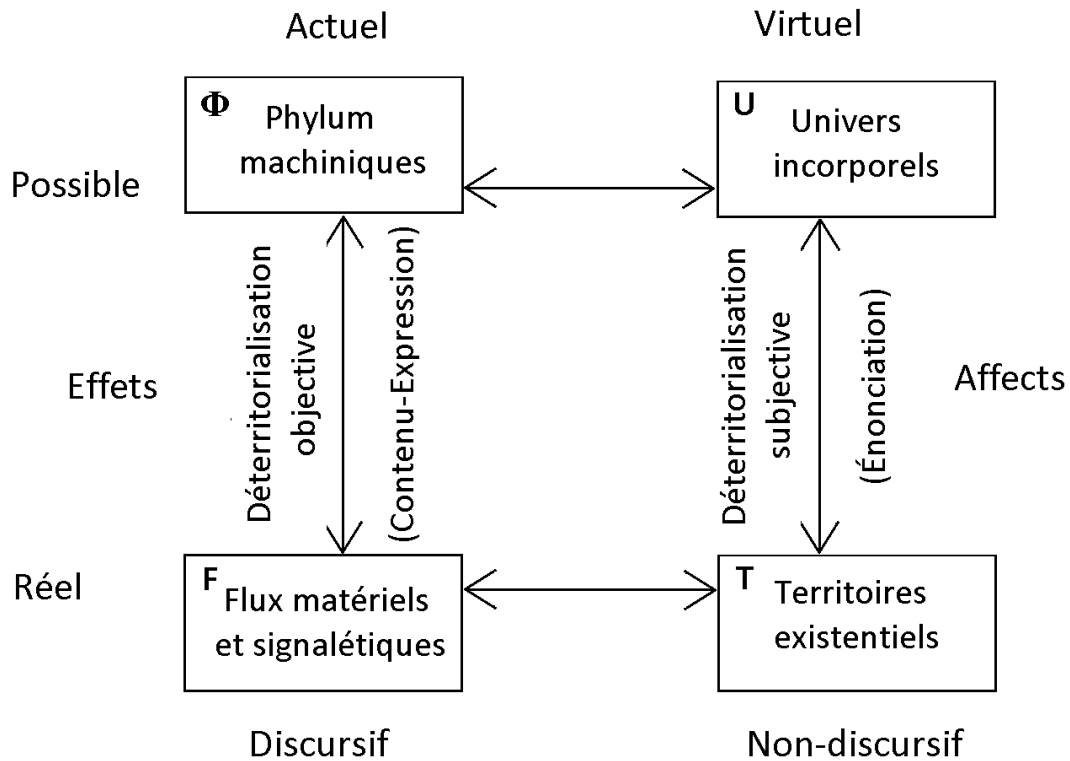 Actuel
Virtuel
Φ
Phylum
machiniques
U
Univers
incorporels
Possible
Déterritorialisation
objective
(Contenu-Expression)
Déterritorialisation
subjective
(Énonciation)
Effets
Affects
Réel
F
Flux matériels
et signalétiques
T
Territoires
existentiels
Discursif
Non-discursif